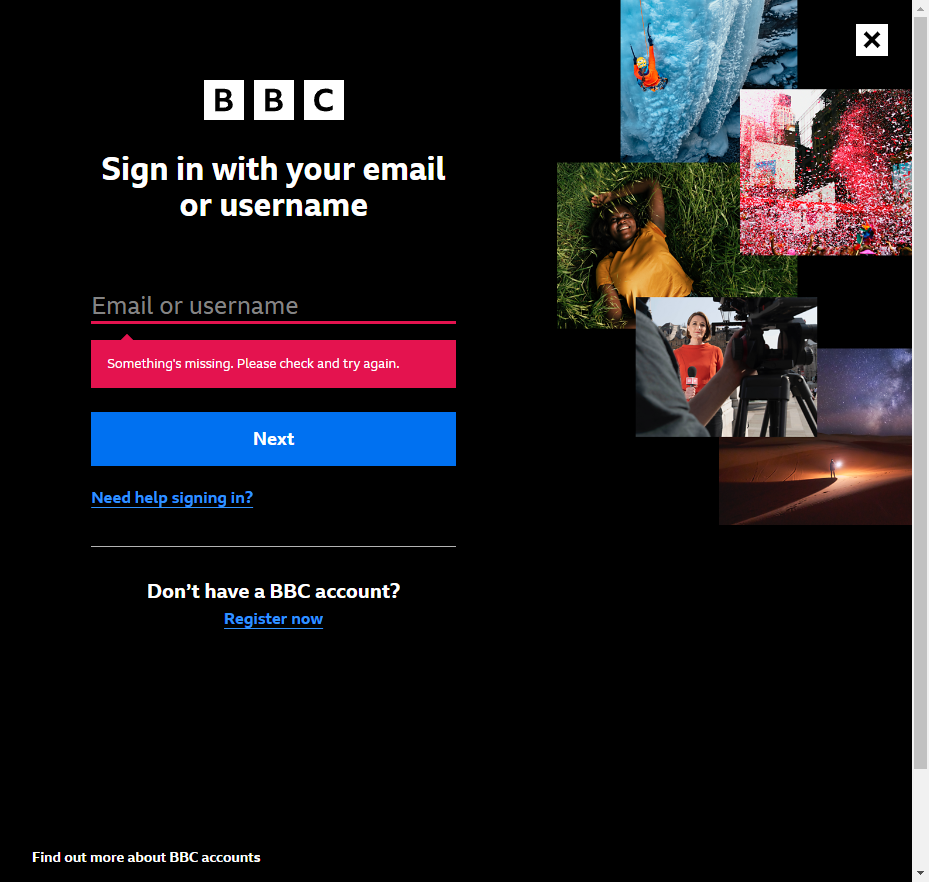 BBC
Sign in with your email
or username
Email or username
Something's missing. Please check and try again.
Next
Need help signing in?
Don’t have a BBC account?
Register now
Find out more about BBC accounts